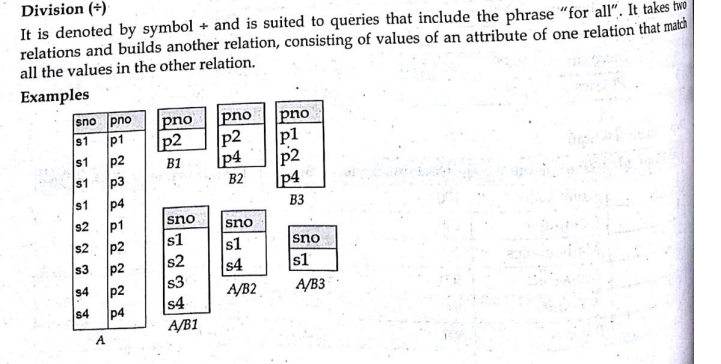 Division (÷)
It is denoted by symbol ÷ and is suited to queries that include the phrase "for all". It takes two
relations and builds another relation, consisting of values of an attribute of one relation that match
all the values in the other relation.
Examples
sno pno
s1 p1
s1 p2
s1 p3
s1 p4
s2 p1
s2 p2
s3 p2
s4 p2
s4 p4
A
pno
p2
B1
pno
p2
p4
B2
pno
p1
p2
p4
B3
sno
s1
s2
s3
s4
A/B1
sno
s1
s4
A/B2
sno
s1
A/B3